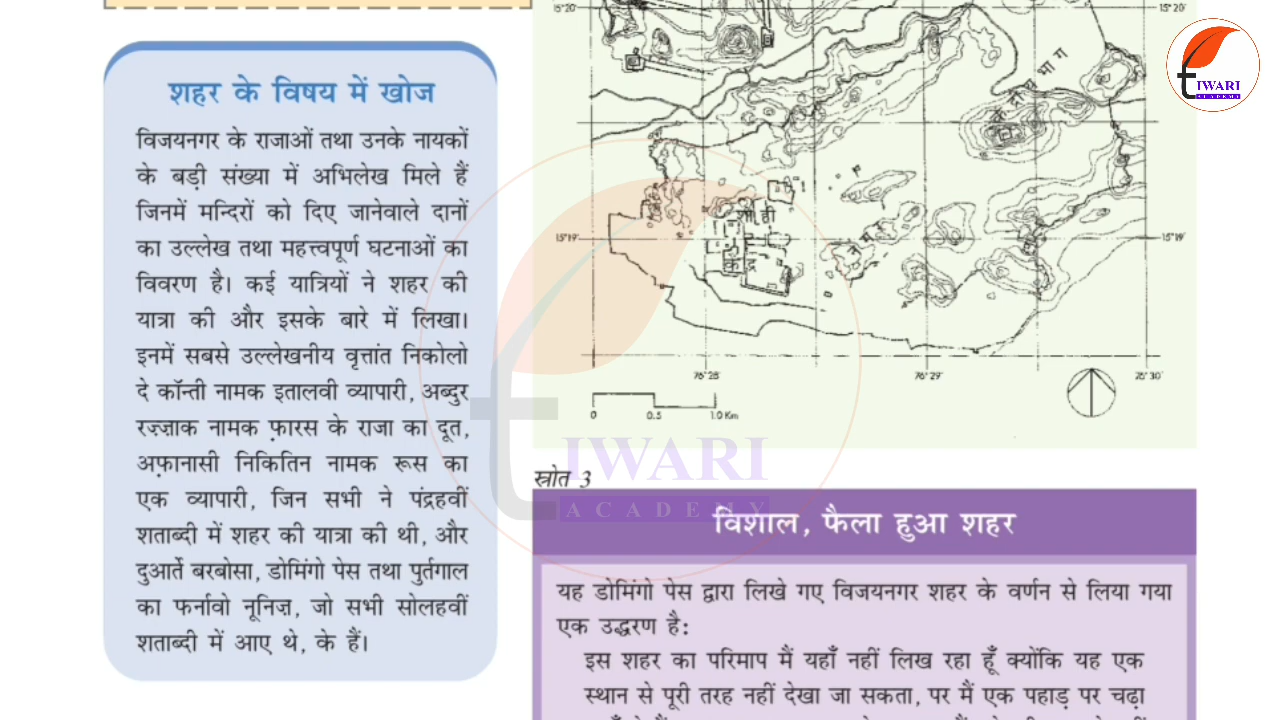 शहर के विषय में खोज
विजयनगर के राजाओं तथा उनके नायकों
के बड़ी संख्या में अभिलेख मिले हैं
जिनमें मन्दिरों को दिए जानेवाले दानों
का उल्लेख तथा महत्त्वपूर्ण घटनाओं का
विवरण है। कई यात्रियों ने शहर की
यात्रा की और इसके बारे में लिखा।
इनमें सबसे उल्लेखनीय वृत्तांत निकोलो
दे कॉन्ती नामक इतालवी व्यापारी, अब्दुर
रज़्ज़ाक नामक फ़ारस के राजा का दूत,
अफ़ानासी निकितिन नामक रूस का
एक व्यापारी, जिन सभी ने पंद्रहवीं
शताब्दी में शहर की यात्रा की थी, और
दुआर्ते बरबोसा, डोमिंगो पेस तथा पुर्तगाल
का फर्नावो नूनिज़, जो सभी सोलहवीं
शताब्दी में आए थे, के हैं।
15°20'
15°20'
शाही
केंद्र
15°19'
15°19'
76°28'
76°29'
76°30'
0 0.5 1.0 Km
स्रोत 3
विशाल, फैला हुआ शहर
यह डोमिंगो पेस द्वारा लिखे गए विजयनगर शहर के वर्णन से लिया गया
एक उद्धरण है:
इस शहर का परिमाप मैं यहाँ नहीं लिख रहा हूँ क्योंकि यह एक
स्थान से पूरी तरह नहीं देखा जा सकता, पर मैं एक पहाड़ पर चढ़ा
tIWARI
ACADEMY
tIWARI
ACADEMY